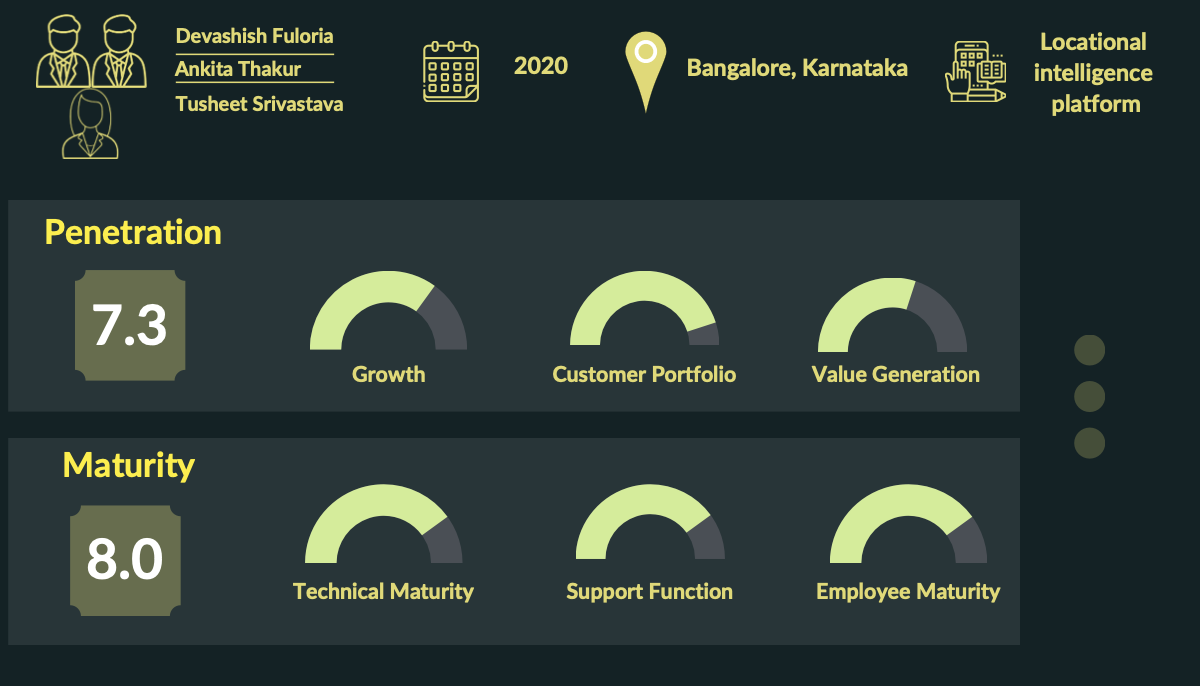 Devashish Fuloria
Ankita Thakur
Tusheet Srivastava
2020
Bangalore, Karnataka
Locational
intelligence
platform
Penetration
7.3
Growth
Customer Portfolio
Value Generation
Maturity
8.0
Technical Maturity
Support Function
Employee Maturity